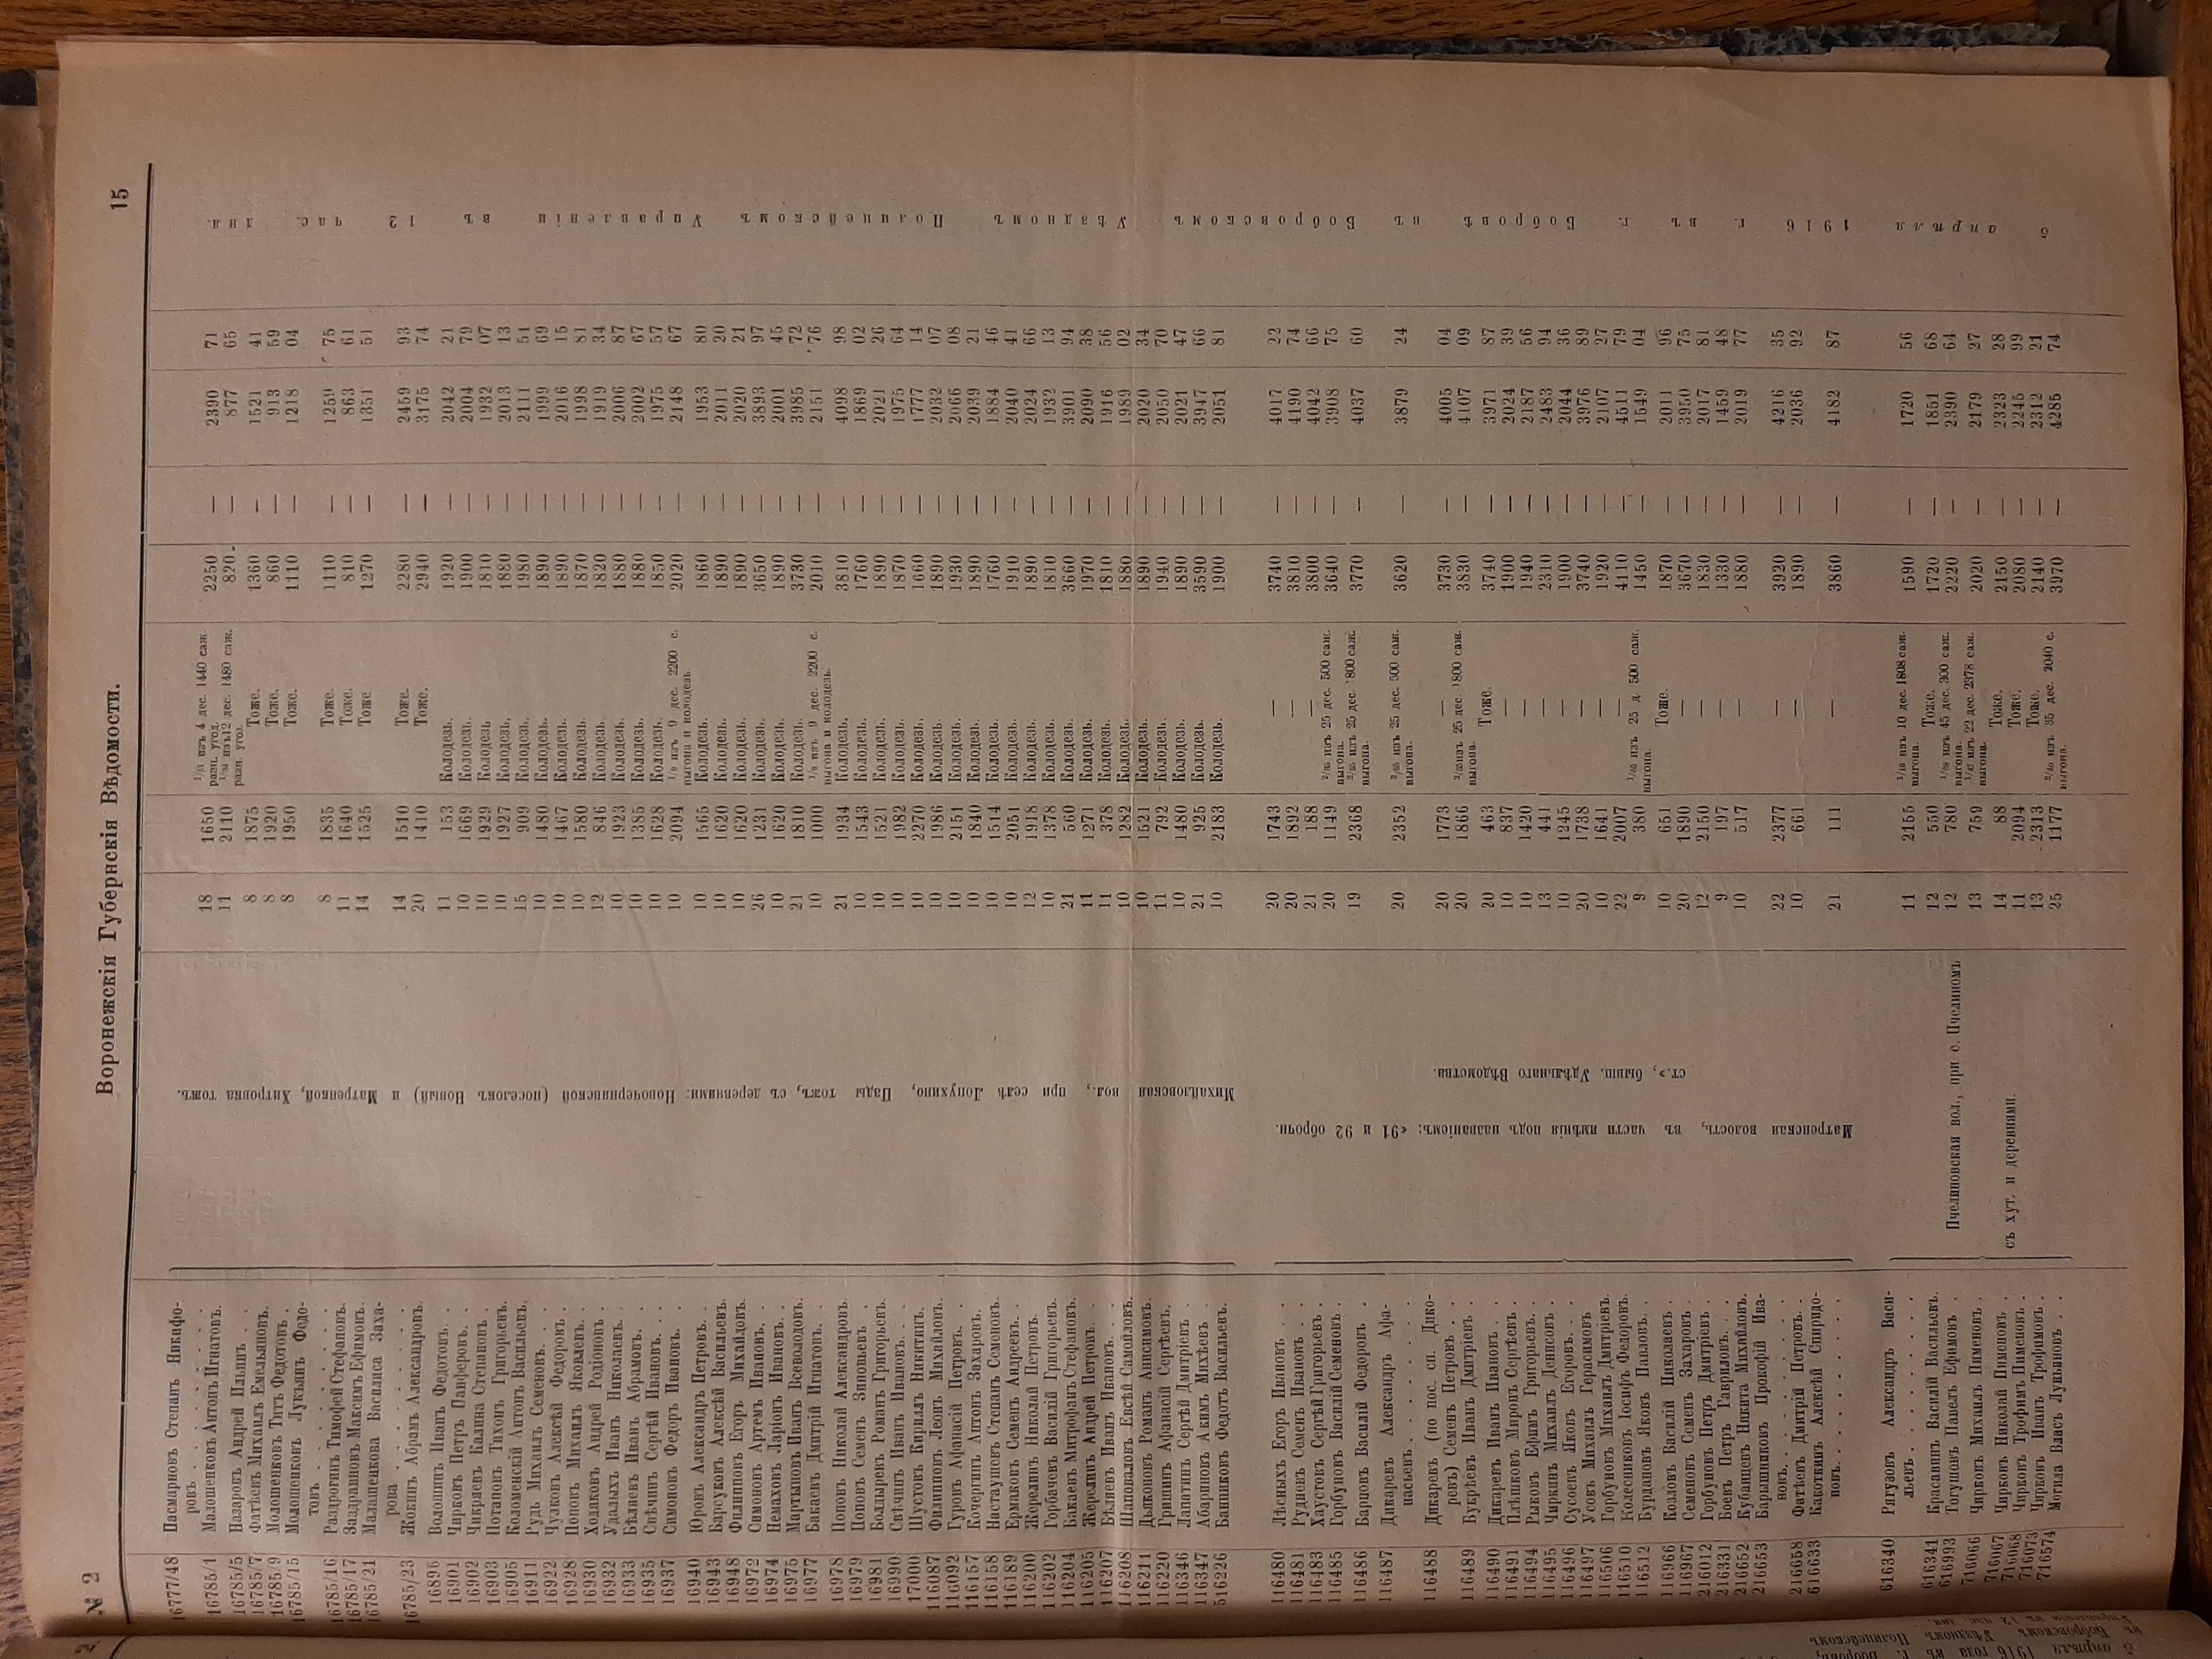 № 2
Воронежскія Губернскія Вѣдомости.
15
16777/48 Пасмарновъ Степанъ Никифо-
ровъ . . . . . . . 18 1650 1/51 изъ 4 дес. 1440 саж. разн. угод. 2250 — 2390 71
16785/1 Малошенковъ Антонъ Игнатовъ. 11 2110 1/54 изъ 12 дес. 1480 саж. разн. угод. 820 — 877 65
16785/5 Назаровъ Андрей Ильинъ . . 8 1875 Тоже. 1360 — 1521 41
16785/7 Фатѣевъ Михаилъ Емельяновъ. 8 1920 Тоже. 860 — 913 59
16785/9 Молошенковъ Титъ Федотовъ . 8 1950 Тоже. 1110 — 1218 04
16785/15 Молошенковъ Лукьянъ Федо-
товъ . . . . . . . 8 1835 Тоже. 1110 — 1259 75
16785/16 Раздрогинъ Тимофей Стефановъ. 11 1640 Тоже. 810 — 863 61
16785/17 Заздравновъ Максимъ Ефимовъ. 14 1525 Тоже 1270 — 1351 51
16785/21 Малашенкова Василиса Заха-
рова . . . . . . . 14 1510 Тоже. 2280 — 2459 93
16785/23 Жокинъ Абрамъ Александровъ. 20 1410 Тоже. 2940 — 3175 74
16896 Волошинъ Иванъ Федотовъ. . 11 153 Колодезь. 1920 — 2042 21
16901 Чирковъ Петръ Панферовъ. . 10 1669 Колодезь. 1900 — 2004 79
16902 Чикряевъ Калина Степановъ . 10 1929 Колодезь 1810 — 1932 07
16903 Потаповъ Тихонъ Григорьевъ. 10 1927 Колодезь. 1880 — 2013 13
16905 Коломенскій Антонъ Васильевъ. 15 909 Колодезь. 1980 — 2111 51
16911 Рудь Михаилъ Семеновъ. . . 10 1480 Колодезь. 1890 — 1999 69
16922 Чулковъ Алексѣй Федоровъ . 10 1467 Колодезь. 1890 — 2016 15
16928 Поповъ Михаилъ Яковлевъ. . 10 1580 Колодезь. 1870 — 1998 81
16930 Ходаковъ Андрей Родіоновъ . 12 846 Колодезь. 1820 — 1919 34
16932 Удалыхъ Иванъ Николаевъ. . 10 1923 Колодезь. 1880 — 2006 87
16933 Бѣляевъ Иванъ Абрамовъ. . 10 1385 Колодезь. 1880 — 2002 67
16935 Свѣчинъ Сергѣй Ивановъ. . . 10 1628 Колодезь. 1850 — 1975 57
16937 Симоновъ Федоръ Ивановъ. . 10 2094 1/9 изъ 9 дес. 2200 с. выгона и колодезь 2020 — 2148 67
16940 Юровъ Александръ Петровъ. . 10 1565 Колодезь. 1860 — 1953 80
16943 Барсуковъ Алексѣй Васильевъ. 10 1620 Колодезь. 1890 — 2011 20
16948 Филипповъ Егоръ Михайловъ. 10 1620 Колодезь. 1890 — 2020 21
16972 Симоновъ Артемъ Ивановъ. . 26 1231 Колодезь. 3650 — 3893 97
16974 Немаховъ Ларіонъ Ивановъ. . 10 1620 Колодезь. 1890 — 2001 45
16975 Мартыновъ Иванъ Всеволодовъ. 21 1810 Колодезь. 3730 — 3985 72
16977 Бакаевъ Дмитрій Игнатовъ. . 10 1000 1/9 изъ 9 дес. 2200 с. выгона и колодезь. 2010 — 2151 76
16978 Поповъ Николай Александровъ. 21 1934 Колодезь. 3810 — 4098 98
16979 Поповъ Семенъ Зиновьевъ . 10 1543 Колодезь. 1760 — 1869 02
16981 Болдыревъ Романъ Григорьевъ. 10 1521 Колодезь. 1890 — 2021 26
16990 Свѣчинъ Иванъ Ивановъ. . . 10 1982 Колодезь. 1870 — 1975 64
17000 Шустовъ Кириллъ Никитинъ. 10 2270 Колодезь. 1660 — 1777 14
116087 Филипповъ Леонъ Михайловъ. 10 1986 Колодезь. 1890 — 2032 07
116092 Гуровъ Афанасій Петровъ. . 10 2151 Колодезь. 1930 — 2066 08
116157 Кочергинъ Антонъ Захаровъ. 10 1840 Колодезь. 1890 — 2039 21
116158 Настаушевъ Степанъ Семеновъ. 10 1514 Колодезь. 1760 — 1884 46
116189 Ермаковъ Семенъ Андреевъ. . 10 2051 Колодезь. 1910 — 2040 41
116200 Жерелинъ Николай Петровъ. 12 1918 Колодезь. 1890 — 2024 66
116202 Горбачевъ Василій Григорьевъ. 10 1378 Колодезь. 1810 — 1932 13
116204 Бакаевъ Митрофанъ Стефановъ. 21 560 Колодезь. 3660 — 3901 94
116205 Жерелинъ Андрей Петровъ. . 11 1271 Колодезь. 1970 — 2090 38
116207 Бѣляевъ Иванъ Ивановъ. . . 11 378 Колодезь. 1810 — 1916 56
116208 Шаповаловъ Евсѣй Самойловъ. 10 1282 Колодезь. 1880 — 1989 02
116211 Дьяконовъ Романъ Анисимовъ. 10 1521 Колодезь. 1890 — 2020 34
116220 Гришинъ Афанасій Сергѣевъ. 11 792 Колодезь. 1940 — 2050 70
116346 Лапатинъ Сергѣй Дмитріевъ . 10 1480 Колодезь. 1890 — 2021 47
116347 Абариновъ Акимъ Михѣевъ . 21 925 Колодезь. 3590 — 3947 66
516226 Банниковъ Федотъ Васильевъ. 10 2183 Колодезь. 1900 — 2051 81
Михайловская вол., при селѣ Лопухино, Пады тожъ, съ деревнями: Новочернявской (поселокъ Новый) и Матренкой, Хитровка тожъ.
116480 Лѣсныхъ Егоръ Ивановъ . . 20 1743 — 3740 — 4017 22
116481 Рудневъ Семенъ Ивановъ . . 20 1892 — 3810 — 4190 74
116483 Хаустовъ Сергѣй Григорьевъ . 21 188 — 3800 — 4042 66
116485 Горбуновъ Василій Семеновъ . 20 1149 2/85 изъ 25 дес. 500 саж. выгона. 3640 — 3908 75
116486 Барцовъ Василій Федоровъ . 19 2368 2/85 изъ 25 дес. 1800 саж. выгона. 3770 — 4037 60
116487 Дикаревъ Александръ Афа-
насьевъ . . . . . . . . 20 2352 2/85 изъ 25 дес. 500 саж. выгона. 3620 — 3879 24
116488 Дикаревъ (по пос. сп. Дико-
ревъ) Семенъ Петровъ . . 20 1773 — 3730 — 4005 04
116489 Букрѣевъ Иванъ Дмитріевъ . 20 1866 2/85 изъ 25 дес. 1800 саж. выгона. 3830 — 4107 09
116490 Дикаревъ Иванъ Ивановъ . . 20 463 Тоже. 3740 — 3971 87
116491 Плѣшковъ Миронъ Сергѣевъ . 10 837 — 1900 — 2024 39
116494 Рыковъ Ефимъ Григорьевъ. . 10 1420 — 1940 — 2187 56
116495 Чиркинъ Михаилъ Денисовъ . 13 441 — 2310 — 2483 94
116496 Сусоевъ Яковъ Егоровъ. . . 10 1245 — 1900 — 2044 36
116497 Усовъ Михаилъ Герасимовъ 20 1738 — 3740 — 3976 89
116506 Горбуновъ Михаилъ Дмитріевъ. 10 1641 — 1920 — 2107 27
116510 Колесниковъ Іосифъ Федоровъ. 22 2007 — 4110 — 4511 79
116512 Бурдановъ Яковъ Павловъ. . 9 380 1/85 изъ 25 д. 500 саж. выгона. 1450 — 1549 04
116966 Козловъ Василій Николаевъ . 10 651 Тоже. 1870 — 2011 96
116967 Семеновъ Семенъ Захаровъ . 20 1890 — 3670 — 3950 75
216012 Горбуновъ Петръ Дмитріевъ . 12 2150 — 1830 — 2017 81
216331 Боевъ Петръ Гавриловъ. . . 9 197 — 1330 — 1459 48
216652 Кубанцевъ Никита Михайловъ. 10 517 — 1880 — 2019 77
216653 Барышниковъ Прокофій Ива-
новъ. . . . . . . . . 22 2377 — 3920 — 4216 35
216658 Фатѣевъ Дмитрій Петровъ. . 10 661 — 1890 — 2036 92
616633 Какоткинъ Алексѣй Спиридо-
новъ. . . . . . . . . . 21 111 — 3860 — 4182 87
Матренская волость, въ части имѣнія подъ названіемъ: «91 и 92 оброчн.
ст.», бывш. Удѣльнаго Вѣдомства.
616340 Рягузовъ Александръ Васи-
льевъ . . . . . . . . . 11 2155 1/16 изъ 10 дес. 1808 саж. выгона. 1590 — 1720 56
616341 Красавинъ Василій Васильевъ. 12 550 Тоже. 1720 — 1851 68
616993 Тогушовъ Павелъ Ефимовъ . 12 780 изъ 45 дес. 300 саж. выгона. 2220 — 2390 64
716066 Чирковъ Михаилъ Пименовъ . 13 759 1/47 изъ 22 дес. 2378 саж. выгона. 2020 — 2179 27
716067 Чирковъ Николай Пименовъ . 14 88 Тоже. 2150 — 2323 28
716068 Чирковъ Трофимъ Пименовъ . 11 2094 Тоже. 2080 — 2245 99
716073 Чирковъ Иванъ Трофимовъ . 13 2313 Тоже. 2140 — 2312 21
716574 Могила Власъ Лукьяновъ . . 25 1177 2/40 изъ 35 дес. 2040 с. выгона. 3970 — 4285 74
Пчелиновская вол., при с. Пчелиномъ
съ хут. и деревнями.
5 апрѣля 1916 г. въ г. Бобровѣ въ Бобровскомъ Уѣздномъ Полицейскомъ Управленіи въ 12 час. дня.
5 апрѣля 1916 года въ г. Бобровѣ,
въ Бобровскомъ Уѣздномъ Полицейскомъ
Управленіи въ 12 час. дня.